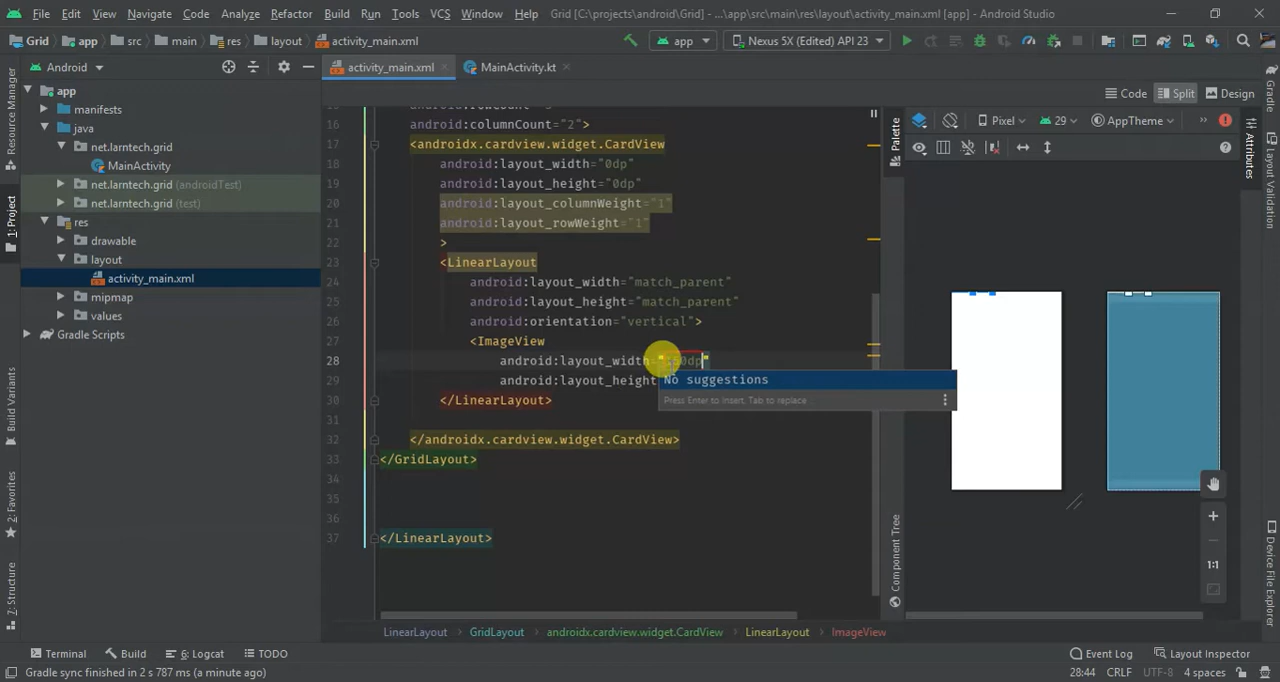 File Edit View Navigate Code Analyze Refactor Build Run Tools VCS Window Help Grid [C:\projects\android\Grid] - ...\app\src\main\res\layout\activity_main.xml [app] - Android Studio
Grid app src main res layout activity_main.xml app Nexus 5X (Edited) API 23
Android activity_main.xml MainActivity.kt
Code Split Design
Pixel 29 AppTheme
app
manifests
java
net.larntech.grid
MainActivity
net.larntech.grid (androidTest)
net.larntech.grid (test)
res
drawable
layout
activity_main.xml
mipmap
values
Gradle Scripts
16 android:columnCount="2">
17 <androidx.cardview.widget.CardView
18 android:layout_width="0dp"
19 android:layout_height="0dp"
20 android:layout_columnWeight="1"
21 android:layout_rowWeight="1"
22 >
23 <LinearLayout
24 android:layout_width="match_parent"
25 android:layout_height="match_parent"
26 android:orientation="vertical">
27 <ImageView
28 android:layout_width=
29 android:layout_height
30 </LinearLayout>
31
32 </androidx.cardview.widget.CardView>
33 </GridLayout>
34
35
36
37 </LinearLayout>
No suggestions
Press Enter to insert, Tab to replace
Resource Manager
1: Project
Build Variants
2: Favorites
7: Structure
Palette
Component Tree
Attributes
Gradle
Layout Validation
Device File Explorer
1:1
LinearLayout GridLayout androidx.cardview.widget.CardView LinearLayout ImageView
Terminal Build 6: Logcat TODO Event Log Layout Inspector
Gradle sync finished in 2 s 787 ms (a minute ago) 28:44 CRLF UTF-8 4 spaces